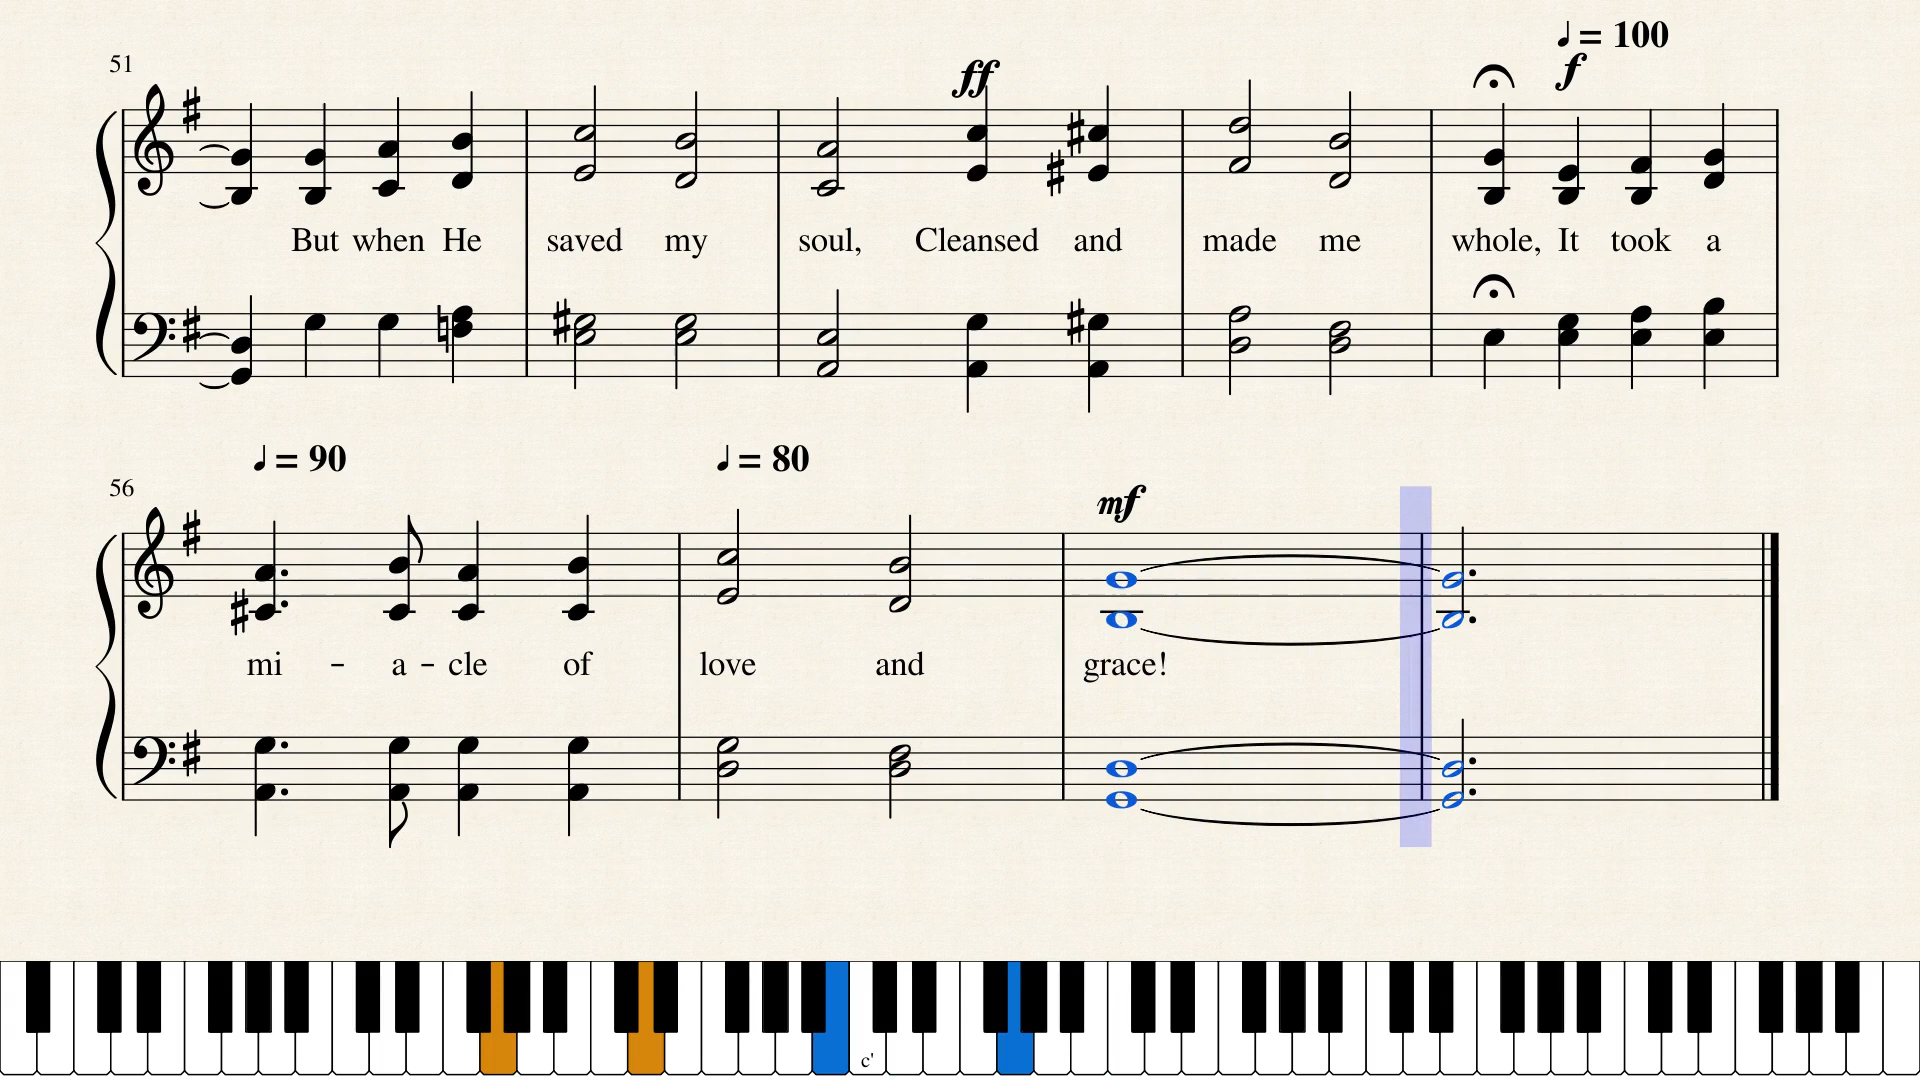 ♩ = 100
51
ff
f
But when He saved my soul, Cleansed and made me whole, It took a
♩ = 90 ♩ = 80
56
mf
mi - a - cle of love and grace!
c'